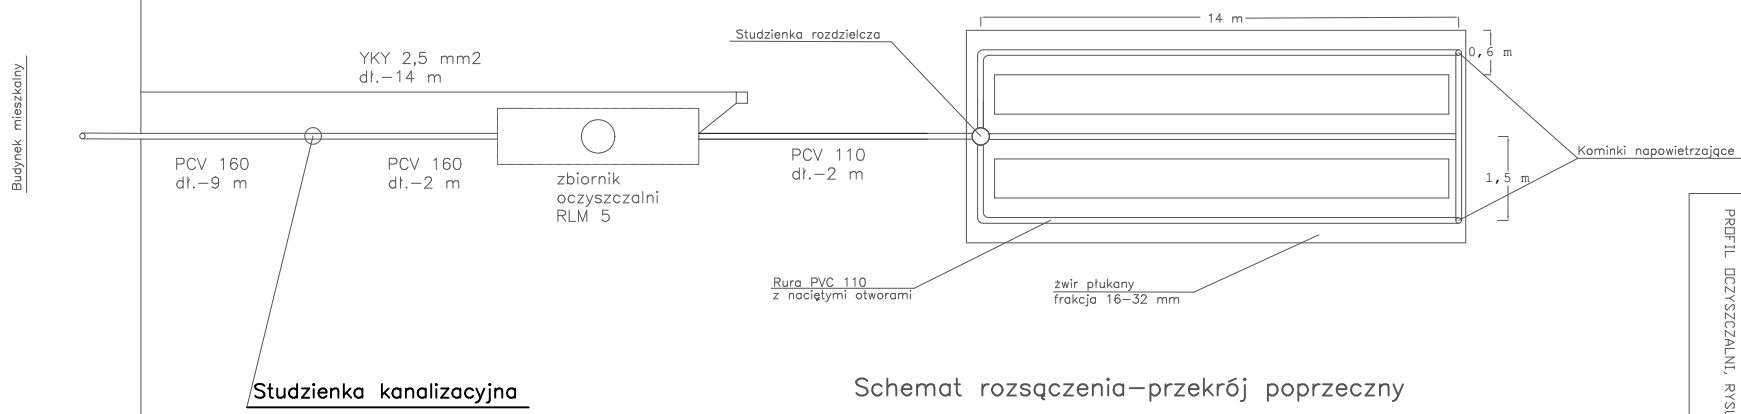 14 m
Studzienka rozdzielcza
0,6 m
YKY 2,5 mm2
dł.-14 m
Budynek mieszkalny
PCV 160
dł.-9 m
PCV 160
dł.-2 m
zbiornik
oczyszczalni
RLM 5
PCV 110
dł.-2 m
Kominki napowietrzające
1,5 m
Rura PVC 110
z naciętymi otworami
żwir płukany
frakcja 16-32 mm
Studzienka kanalizacyjna
Schemat rozsączenia-przekrój poprzeczny
PROFIL OCZYSZCZALNI,